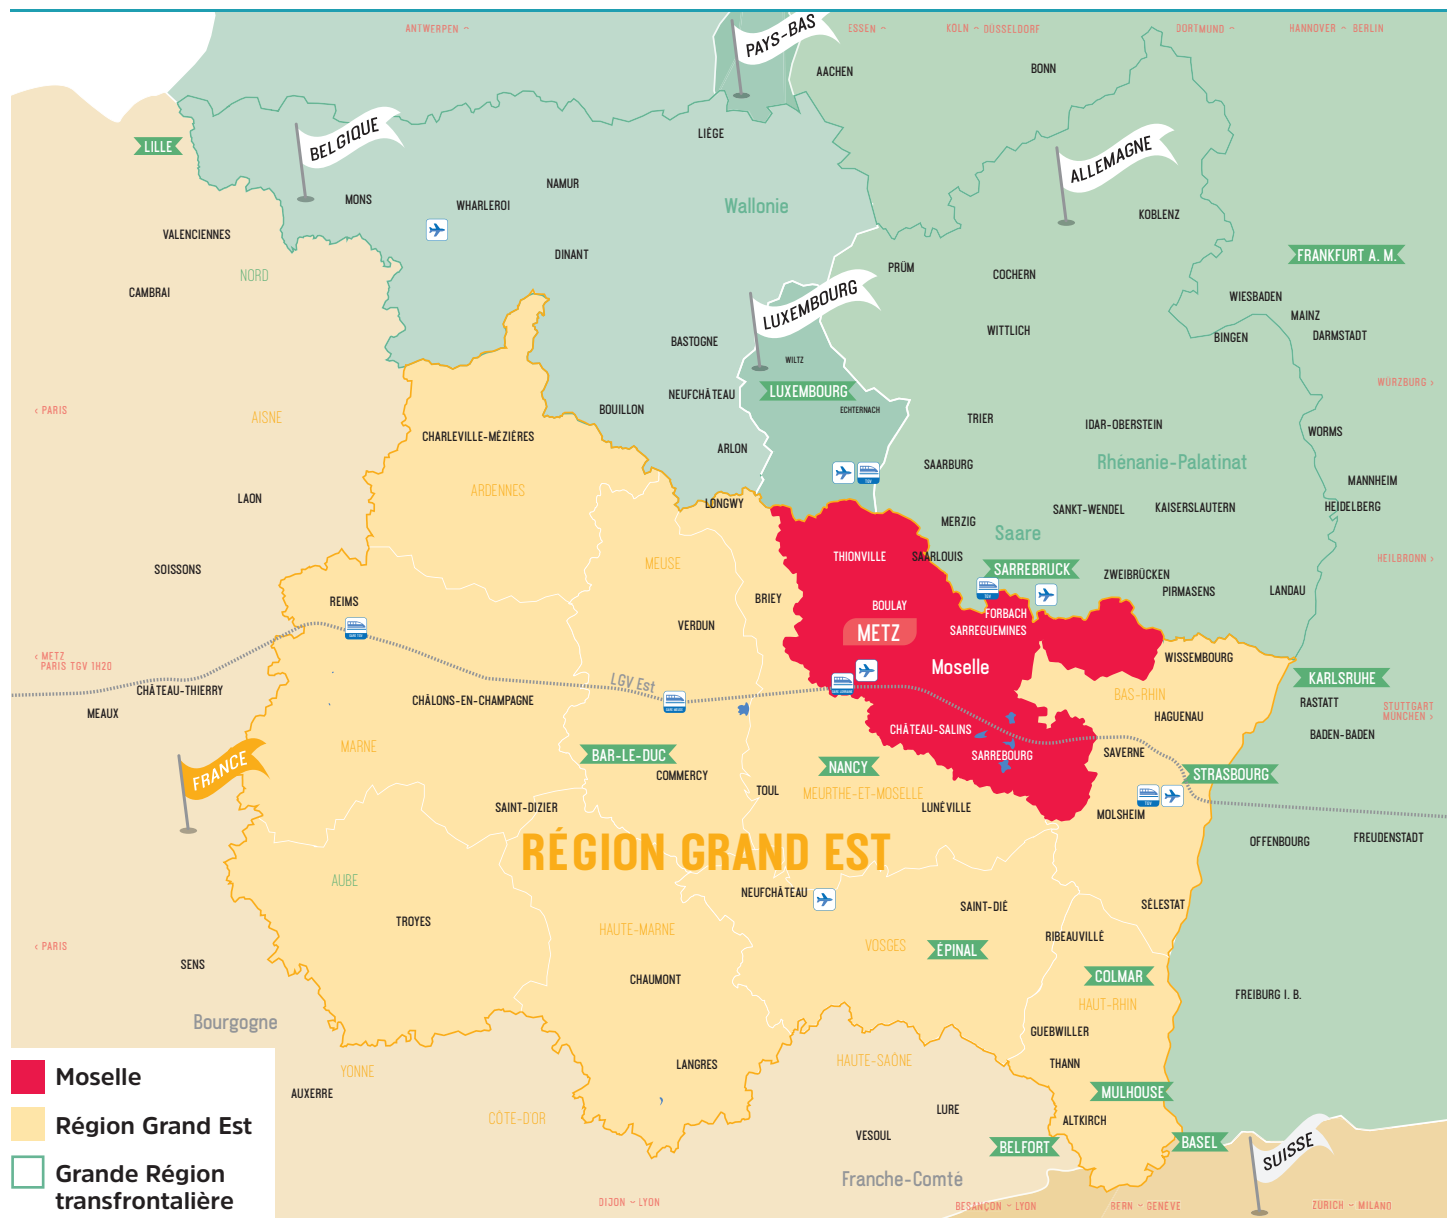 ANTWERPEN ~
ESSEN ~
KÖLN ~ DÜSSELDORF
DORTMUND ~
HANNOVER ~ BERLIN
PAYS-BAS
AACHEN
BONN
BELGIQUE
LIÈGE
LILLE
ALLEMAGNE
NAMUR
MONS
WHARLEROI
Wallonie
KOBLENZ
VALENCIENNES
DINANT
FRANKFURT A. M.
NORD
PRÜM
COCHERN
CAMBRAI
LUXEMBOURG
WIESBADEN
MAINZ
WITTLICH
BINGEN
DARMSTADT
BASTOGNE
WILTZ
WÜRZBURG ›
NEUFCHÂTEAU
LUXEMBOURG
‹ PARIS
BOUILLON
ECHTERNACH
AISNE
TRIER
IDAR-OBERSTEIN
WORMS
CHARLEVILLE-MÉZIÈRES
ARLON
SAARBURG
Rhénanie-Palatinat
TGV
MANNHEIM
ARDENNES
LAON
LONGWY
SANKT-WENDEL
KAISERSLAUTERN
HEIDELBERG
MERZIG
Saare
THIONVILLE
SAARLOUIS
HEILBRONN ›
MEUSE
SOISSONS
SARREBRUCK
ZWEIBRÜCKEN
PIRMASENS
LANDAU
TGV
REIMS
BRIEY
BOULAY
FORBACH
VERDUN
METZ
SARREGUEMINES
‹ METZ
PARIS TGV 1H20
WISSEMBOURG
Moselle
LGV Est
KARLSRUHE
CHÂTEAU-THIERRY
CHÂLONS-EN-CHAMPAGNE
BAS-RHIN
RASTATT
MEAUX
HAGUENAU
STUTTGART
MÜNCHEN ›
CHÂTEAU-SALINS
BADEN-BADEN
MARNE
BAR-LE-DUC
SARREBOURG
SAVERNE
FRANCE
NANCY
STRASBOURG
COMMERCY
TOUL
MEURTHE-ET-MOSELLE
TGV
SAINT-DIZIER
LUNÉVILLE
MOLSHEIM
RÉGION GRAND EST
OFFENBOURG
FREUDENSTADT
AUBE
NEUFCHÂTEAU
SAINT-DIÉ
SÉLESTAT
TROYES
HAUTE-MARNE
RIBEAUVILLÉ
‹ PARIS
VOSGES
ÉPINAL
SENS
CHAUMONT
COLMAR
FREIBURG I. B.
HAUT-RHIN
Bourgogne
GUEBWILLER
HAUTE-SAÔNE
LANGRES
THANN
YONNE
Moselle
AUXERRE
MULHOUSE
CÔTE-D'OR
LURE
ALTKIRCH
Région Grand Est
VESOUL
BELFORT
BASEL
SUISSE
Grande Région
transfrontalière
Franche-Comté
DIJON ~ LYON
BESANÇON ~ LYON
BERN ~ GENÈVE
ZÜRICH ~ MILANO